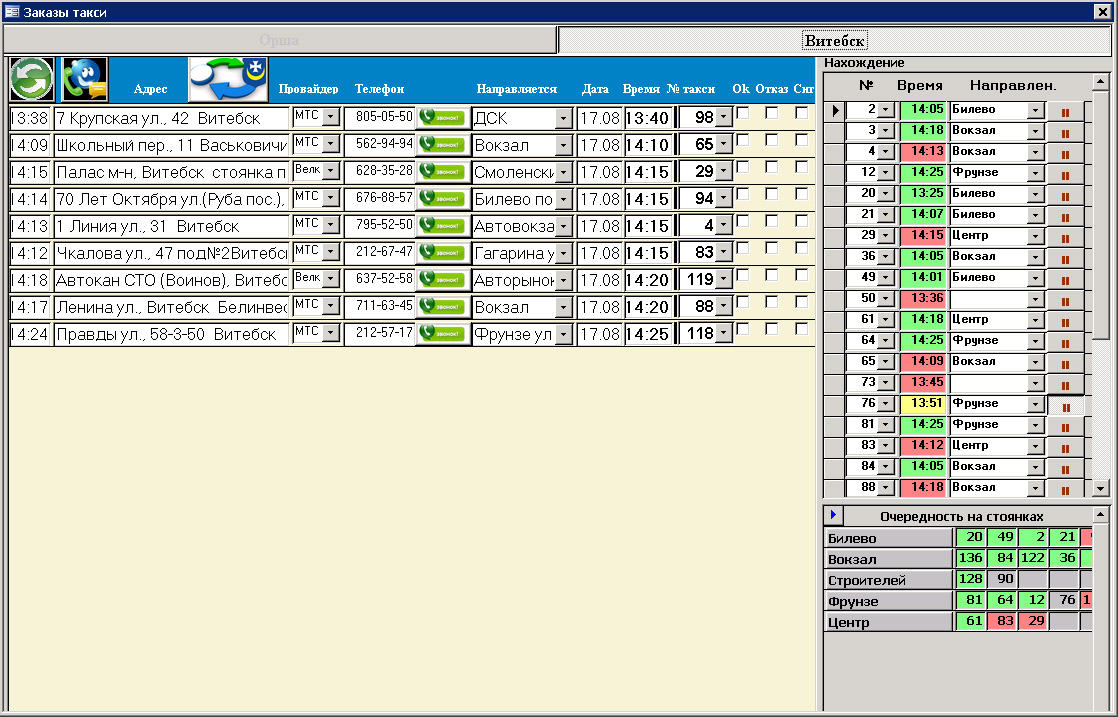 Заказы такси
Орша
Витебск
Адрес Провайдер Телефон Направляется Дата Время № такси Ok Отказ Сиг
13:38 7 Крупская ул., 42 Витебск МТС 805-05-50 ЗВОНОК! ДСК 17.08 13:40 98
14:09 Школьный пер., 11 Васьковичи МТС 562-94-94 ЗВОНОК! Вокзал 17.08 14:10 65
14:15 Палас м-н, Витебск стоянка п Велк 628-35-28 ЗВОНОК! Смоленски 17.08 14:15 29
14:14 70 Лет Октября ул.(Руба пос.), МТС 676-88-57 ЗВОНОК! Билево по 17.08 14:15 94
14:13 1 Линия ул., 31 Витебск МТС 795-52-50 ЗВОНОК! Автовокза 17.08 14:15 4
14:12 Чкалова ул., 47 под№2Витебси МТС 212-67-47 ЗВОНОК! Гагарина у 17.08 14:15 83
14:18 Автокан СТО (Воинов), Витебс Велк 637-52-58 ЗВОНОК! Авторынок 17.08 14:20 119
14:17 Ленина ул., Витебск Белинвес МТС 711-63-45 ЗВОНОК! Вокзал 17.08 14:20 88
14:24 Правды ул., 58-3-50 Витебск МТС 212-57-17 ЗВОНОК! Фрунзе ул 17.08 14:25 118
Нахождение
№ Время Направлен.
2 14:05 Билево
3 14:18 Вокзал
4 14:13 Вокзал
12 14:25 Фрунзе
20 13:25 Билево
21 14:07 Билево
29 14:15 Центр
36 14:05 Вокзал
49 14:01 Билево
50 13:36
61 14:18 Центр
64 14:25 Фрунзе
65 14:09 Вокзал
73 13:45
76 13:51 Фрунзе
81 14:25 Фрунзе
83 14:12 Центр
84 14:05 Вокзал
88 14:18 Вокзал
Очередность на стоянках
Билево 20 49 2 21
Вокзал 136 84 122 36
Строителей 128 90
Фрунзе 81 64 12 76 1
Центр 61 83 29